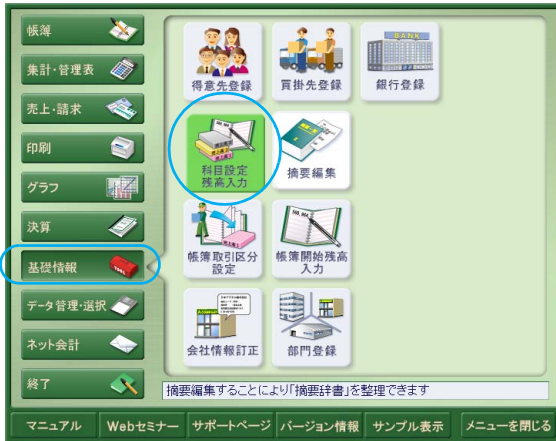 帳簿
集計・管理表
売上・請求
印刷
グラフ
決算
基礎情報
データ管理・選択
ネット会計
終了
得意先登録
買掛先登録
BANK
銀行登録
科目設定
残高入力
摘要編集
帳簿取引区分
設定
帳簿開始残高
入力
会社情報訂正
部門登録
摘要編集することにより「摘要辞書」を整理できます
マニュアル
Webセミナー
サポートページ
バージョン情報
サンプル表示
メニューを閉じる